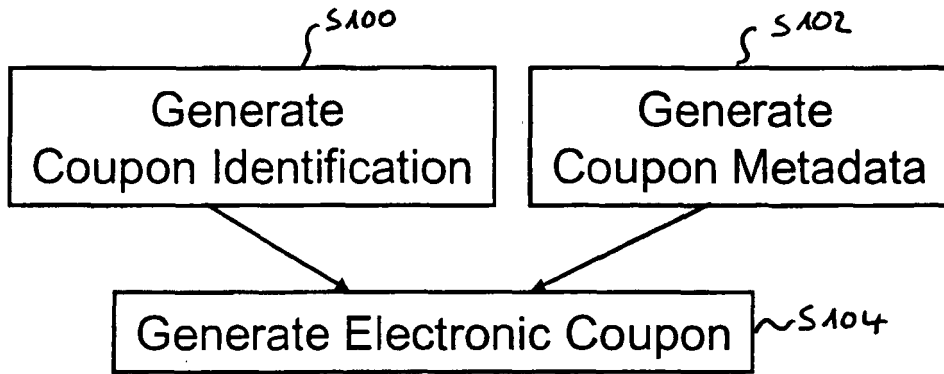 S100
S102
Generate
Coupon Identification
Generate
Coupon Metadata
Generate Electronic Coupon
S104